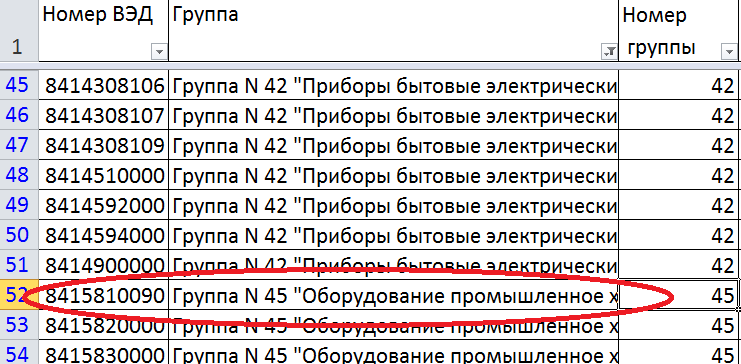 Номер ВЭД Группа Номер
1 группы
45 8414308106 Группа N 42 "Приборы бытовые электрически 42
46 8414308107 Группа N 42 "Приборы бытовые электрически 42
47 8414308109 Группа N 42 "Приборы бытовые электрически 42
48 8414510000 Группа N 42 "Приборы бытовые электрически 42
49 8414592000 Группа N 42 "Приборы бытовые электрически 42
50 8414594000 Группа N 42 "Приборы бытовые электрически 42
51 8414900000 Группа N 42 "Приборы бытовые электрически 42
52 8415810090 Группа N 45 "Оборудование промышленное х 45
53 8415820000 Группа N 45 "Оборудование промышленное х 45
54 8415830000 Группа N 45 "Оборудование промышленное х 45